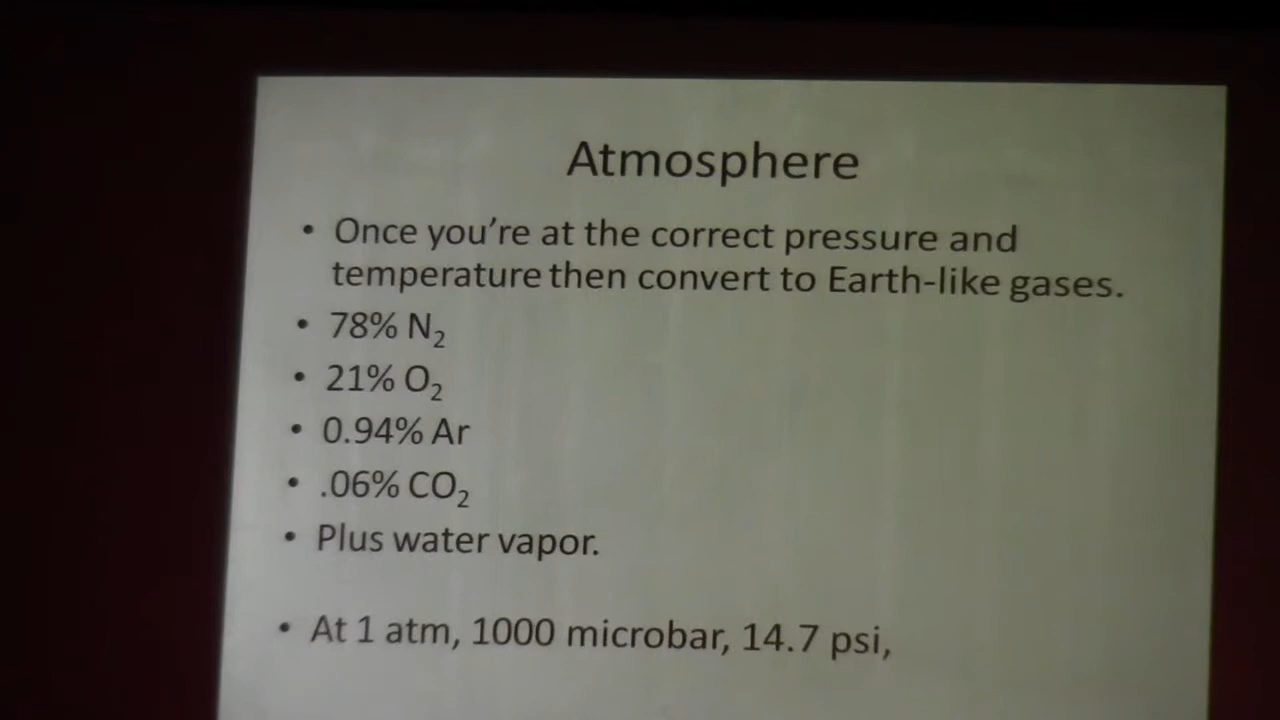 Atmosphere
• Once you're at the correct pressure and
temperature then convert to Earth-like gases.
• 78% N₂
• 21% O₂
• 0.94% Ar
• .06% CO₂
• Plus water vapor.
• At 1 atm, 1000 microbar, 14.7 psi,